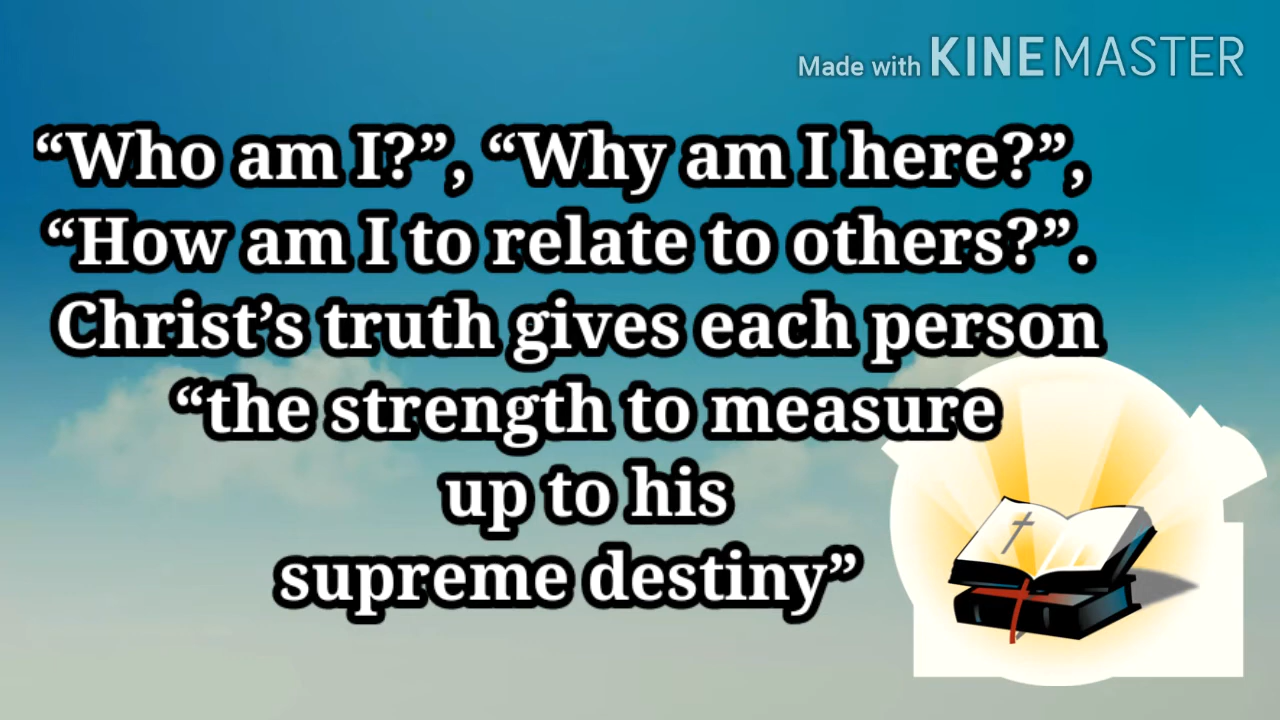 Made with KINEMASTER
“Who am I?”, “Why am I here?”,
“How am I to relate to others?”.
Christ’s truth gives each person
“the strength to measure
up to his
supreme destiny”